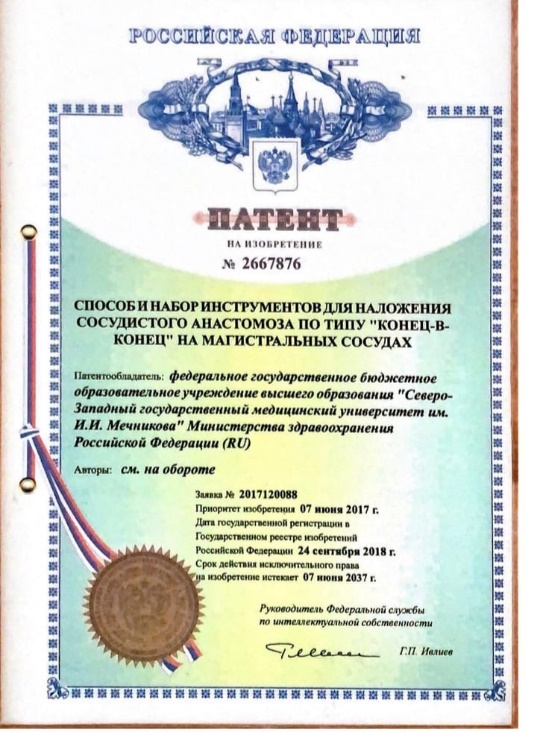 РОССИЙСКАЯ ФЕДЕРАЦИЯ
ПАТЕНТ
НА ИЗОБРЕТЕНИЕ
№ 2667876
СПОСОБ И НАБОР ИНСТРУМЕНТОВ ДЛЯ НАЛОЖЕНИЯ
СОСУДИСТОГО АНАСТОМОЗА ПО ТИПУ "КОНЕЦ-В-
КОНЕЦ" НА МАГИСТРАЛЬНЫХ СОСУДАХ
Патентообладатель: федеральное государственное бюджетное
образовательное учреждение высшего образования "Северо-
Западный государственный медицинский университет им.
И.И. Мечникова" Министерства здравоохранения
Российской Федерации (RU)
Авторы: см. на обороте
Заявка № 2017120088
Приоритет изобретения 07 июня 2017 г.
Дата государственной регистрации в
Государственном реестре изобретений
Российской Федерации 24 сентября 2018 г.
Срок действия исключительного права
на изобретение истекает 07 июня 2037 г.
Руководитель Федеральной службы
по интеллектуальной собственности
Г.П. Ивлиев